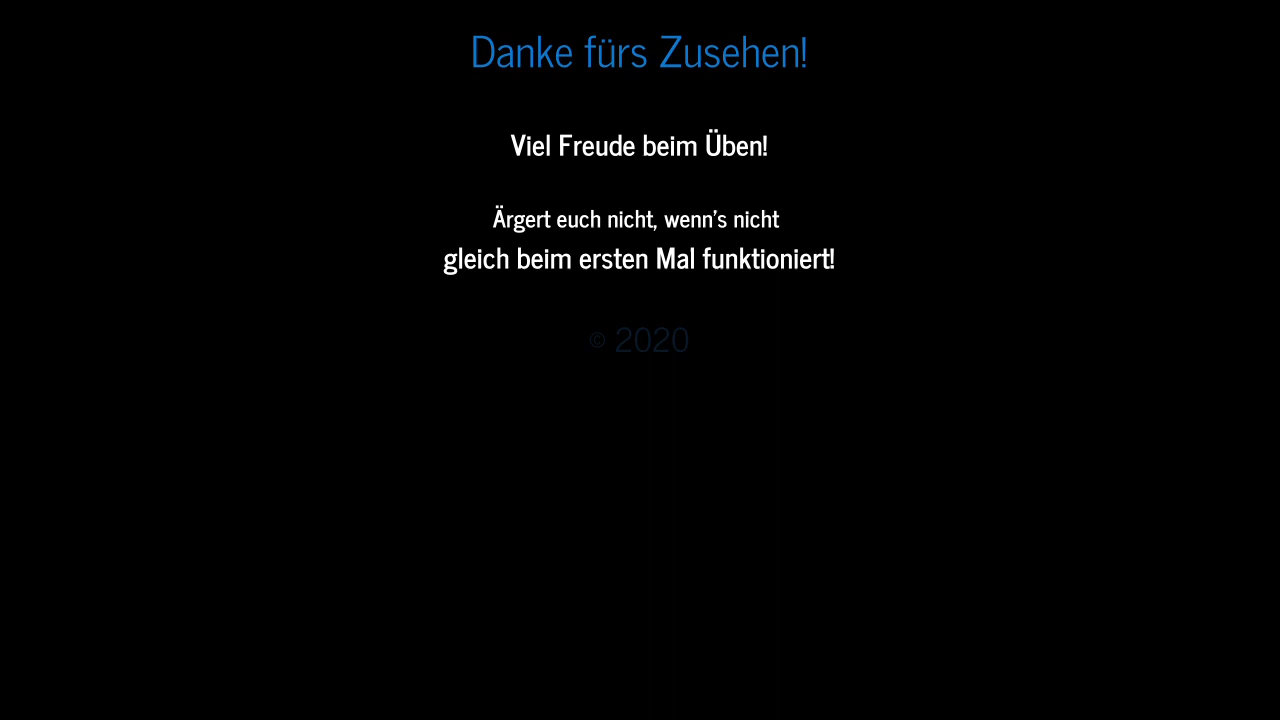 Danke fürs Zusehen!
Viel Freude beim Üben!
Ärgert euch nicht, wenn's nicht
gleich beim ersten Mal funktioniert!
© 2020